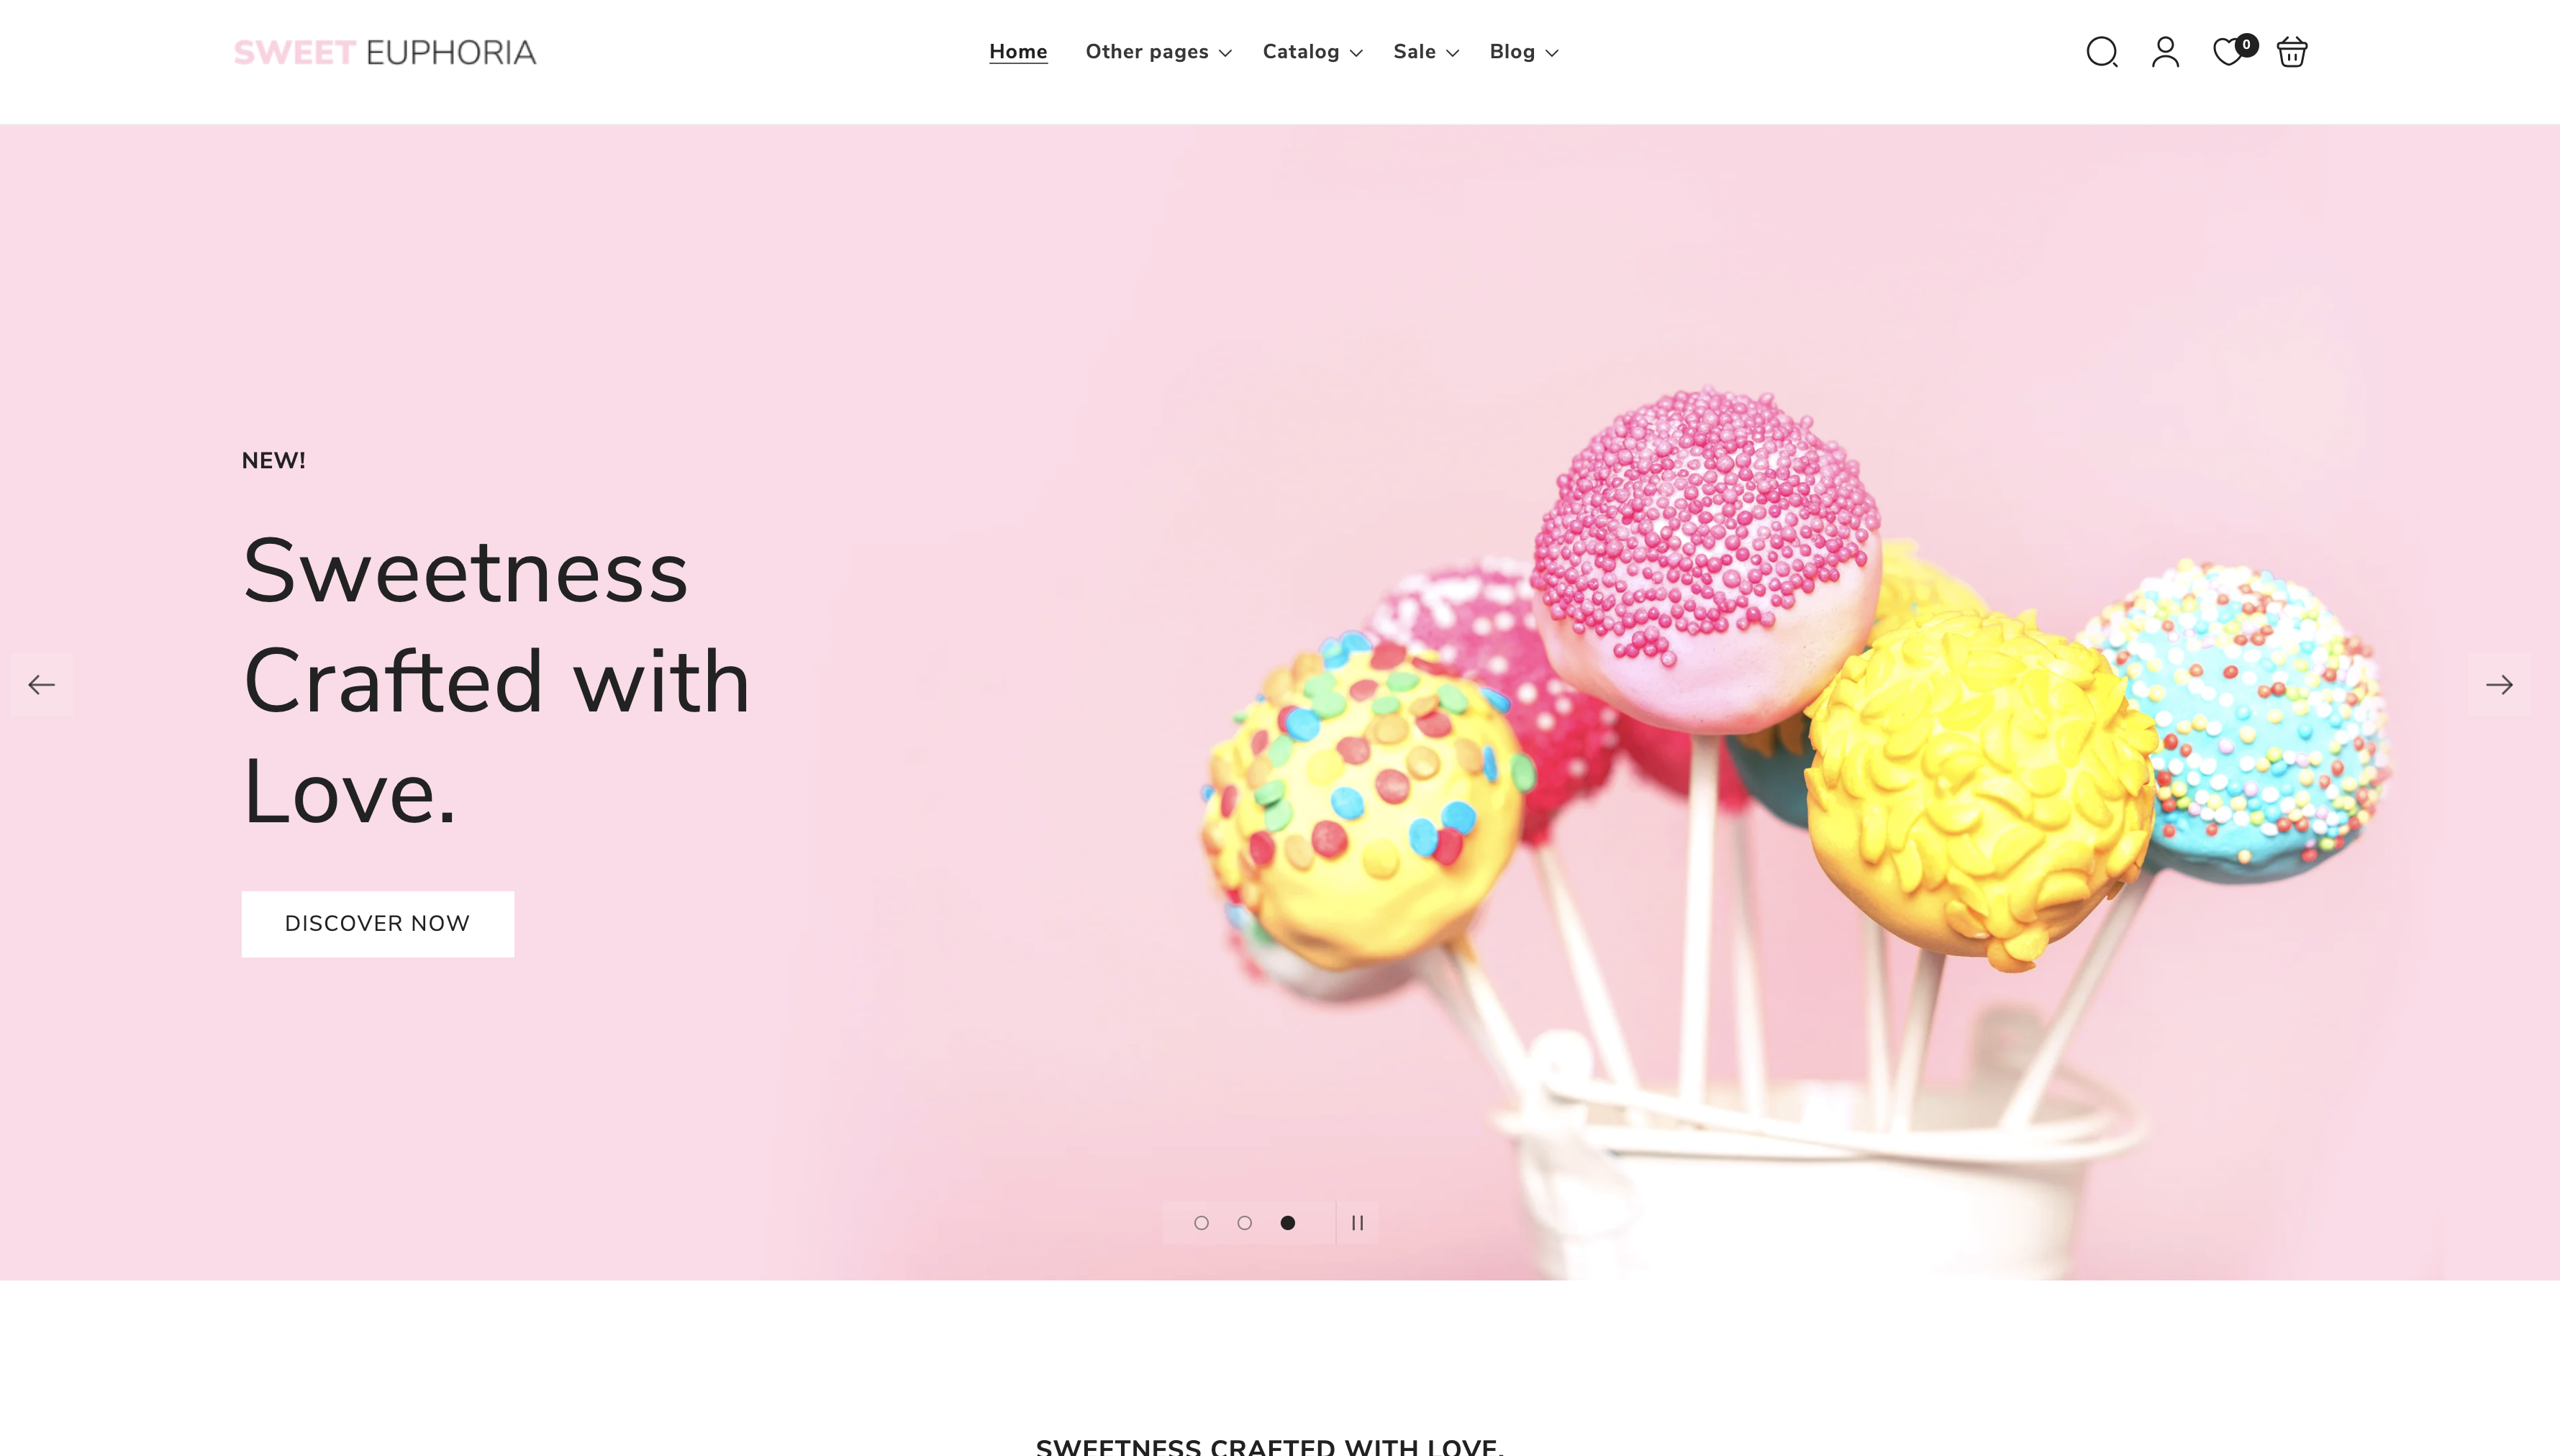 SWEET EUPHORIA
Home Other pages Catalog Sale Blog
0
NEW!
Sweetness
Crafted with
Love.
DISCOVER NOW
SWEETNESS CRAFTED WITH LOVE.